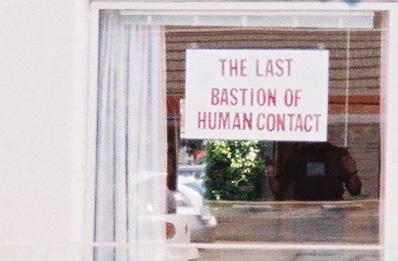 THE LAST
BASTION OF
HUMAN CONTACT